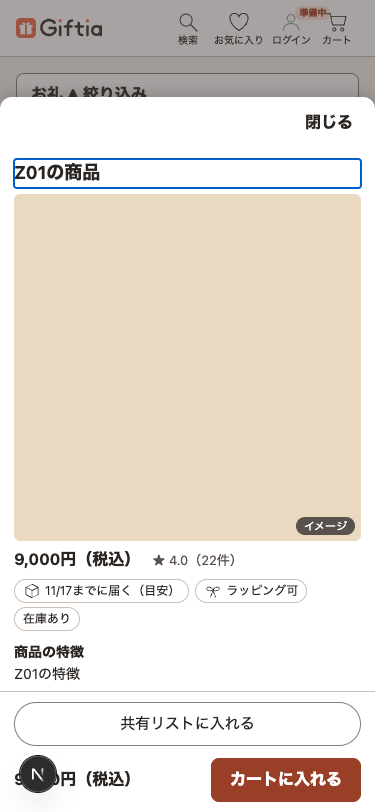 Giftia
検索
お気に入り
ログイン
準備中
カート
閉じる
Z01の商品
イメージ
9,000円（税込） ★ 4.0（22件）
11/17までに届く（目安） ラッピング可
在庫あり
商品の特徴
Z01の特徴
共有リストに入れる
N
円（税込） カートに入れる